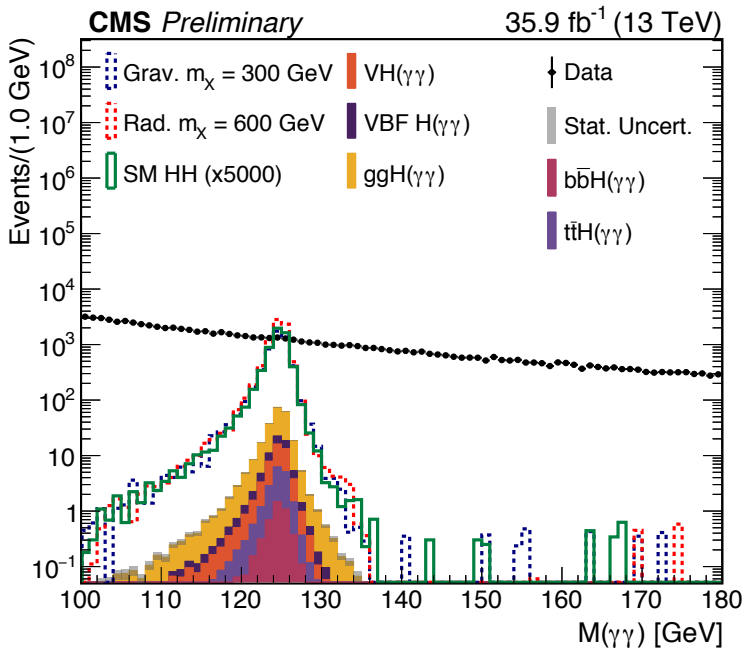 CMS Preliminary 35.9 fb⁻¹ (13 TeV)
Events/(1.0 GeV)
10⁸
10⁷
10⁶
10⁵
10⁴
10³
10²
10
1
10⁻¹
Grav. m_X = 300 GeV
Rad. m_X = 600 GeV
SM HH (x5000)
VH(γγ)
VBF H(γγ)
ggH(γγ)
Data
Stat. Uncert.
bb̄H(γγ)
tt̄H(γγ)
100 110 120 130 140 150 160 170 180
M(γγ) [GeV]